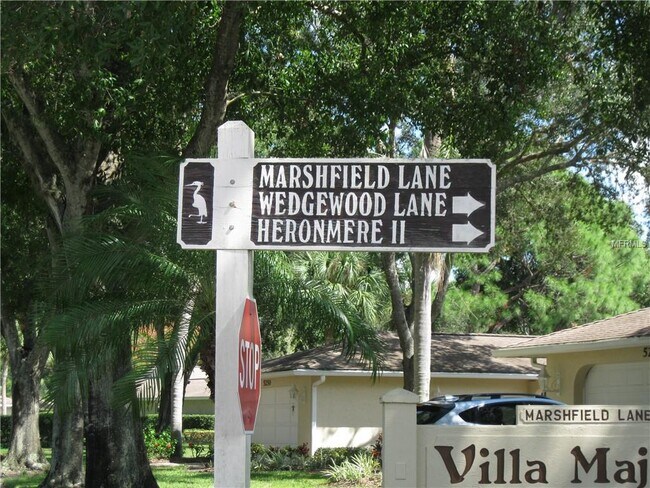 MARSHFIELD LANE
WEDGEWOOD LANE
HERONMERE II
STOP
MARSHFIELD LANE
Villa Maj